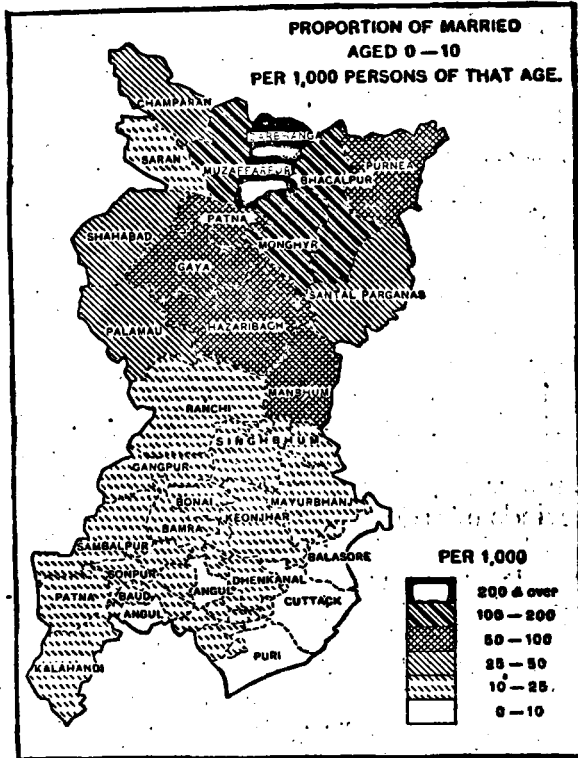 PROPORTION OF MARRIED
AGED 0—10
PER 1,000 PERSONS OF THAT AGE.
CHAMPARAN
DARBHANGA
SARAN
MUZAFFARPUR
BHAGALPUR
PURNEA
PATNA
SHAHABAD
MONGHYR
GAYA
SANTAL PARGANAS
PALAMAU
HAZARIBAGH
MANBHUM
RANCHI
SINGHBHUM
GANGPUR
BONAI
MAYURBHANJ
KEONJHAR
BAMRA
SAMBALPUR
BALASORE
SONPUR
DHENKANAL
PATNA
BAUD
ANGUL
CUTTACK
ANGUL
PURI
KALAHANDI
PER 1,000
200 & over
100—200
50—100
25—50
10—25
0—10